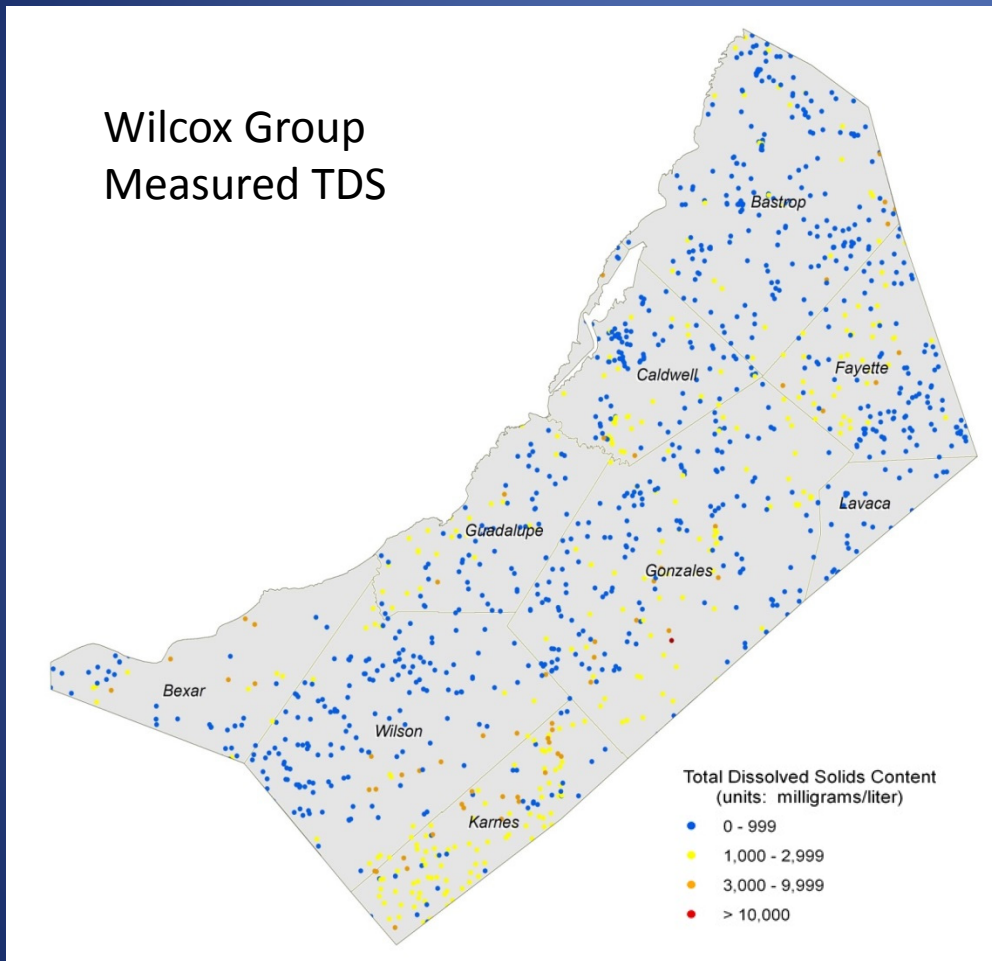 Wilcox Group
Measured TDS
Bastrop
Fayette
Caldwell
Lavaca
Guadalupe
Gonzales
Bexar
Wilson
Karnes
Total Dissolved Solids Content
(units: milligrams/liter)
0 - 999
1,000 - 2,999
3,000 - 9,999
> 10,000